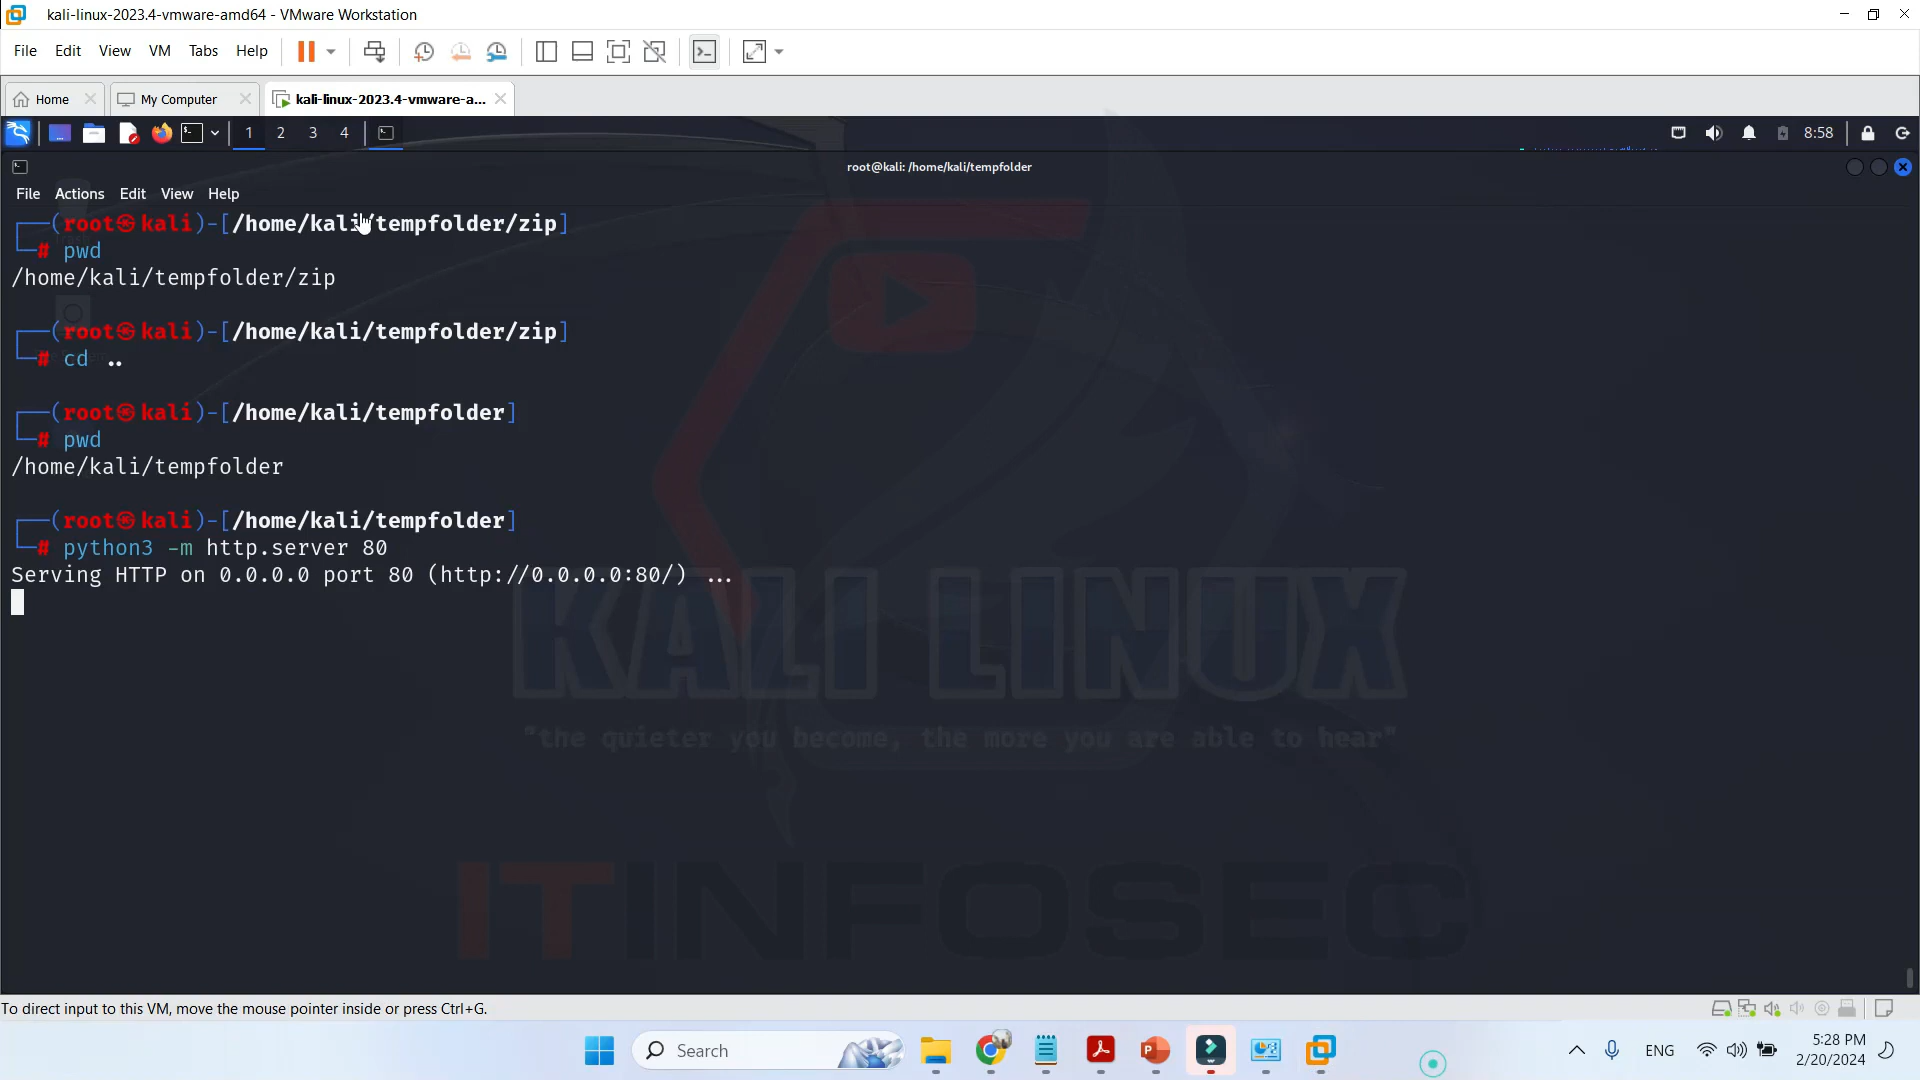 kali-linux-2023.4-vmware-amd64 - VMware Workstation
File Edit View VM Tabs Help
Home My Computer kali-linux-2023.4-vmware-a...
1 2 3 4 8:58
root@kali: /home/kali/tempfolder
File Actions Edit View Help
┌──(root㉿kali)-[/home/kali/tempfolder/zip]
└─# pwd
/home/kali/tempfolder/zip
┌──(root㉿kali)-[/home/kali/tempfolder/zip]
└─# cd ..
┌──(root㉿kali)-[/home/kali/tempfolder]
└─# pwd
/home/kali/tempfolder
┌──(root㉿kali)-[/home/kali/tempfolder]
└─# python3 -m http.server 80
Serving HTTP on 0.0.0.0 port 80 (http://0.0.0.0:80/) ...
KALI LINUX
"the quieter you become, the more you are able to hear"
ITINFOSEC
To direct input to this VM, move the mouse pointer inside or press Ctrl+G.
Search
ENG
5:28 PM
2/20/2024